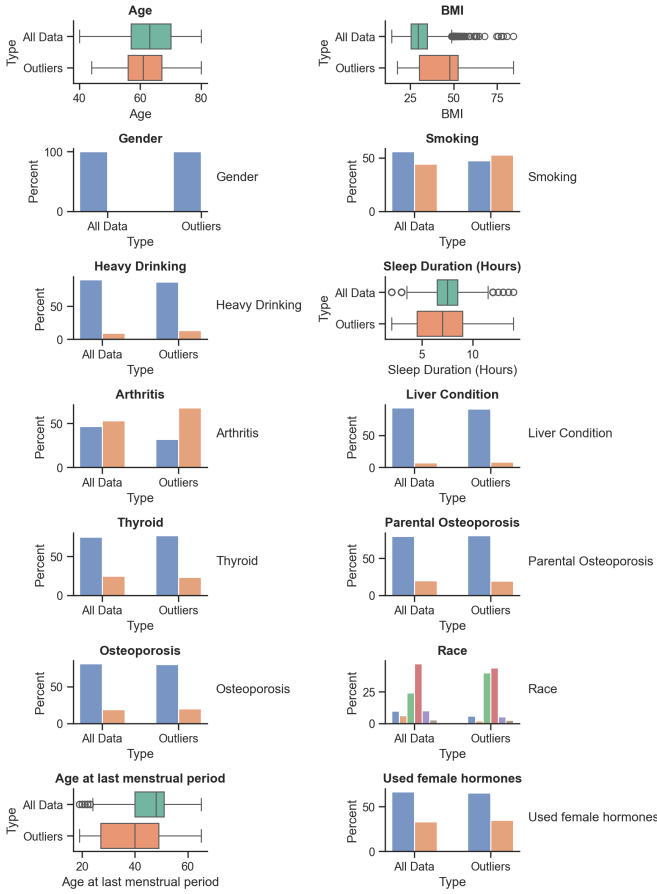 Age
Type
All Data
Outliers
40
60
80
Age
BMI
Type
All Data
Outliers
25
50
75
BMI
Gender
Percent
100
0
All Data
Outliers
Type
Gender
Smoking
Percent
50
0
All Data
Outliers
Type
Smoking
Heavy Drinking
Percent
50
0
All Data
Outliers
Type
Heavy Drinking
Sleep Duration (Hours)
Type
All Data
Outliers
5
10
Sleep Duration (Hours)
Arthritis
Percent
50
0
All Data
Outliers
Type
Arthritis
Liver Condition
Percent
50
0
All Data
Outliers
Type
Liver Condition
Thyroid
Percent
50
0
All Data
Outliers
Type
Thyroid
Parental Osteoporosis
Percent
50
0
All Data
Outliers
Type
Parental Osteoporosis
Osteoporosis
Percent
50
0
All Data
Outliers
Type
Osteoporosis
Race
Percent
25
0
All Data
Outliers
Type
Race
Age at last menstrual period
Type
All Data
Outliers
20
40
60
Age at last menstrual period
Used female hormones
Percent
50
0
All Data
Outliers
Type
Used female hormones